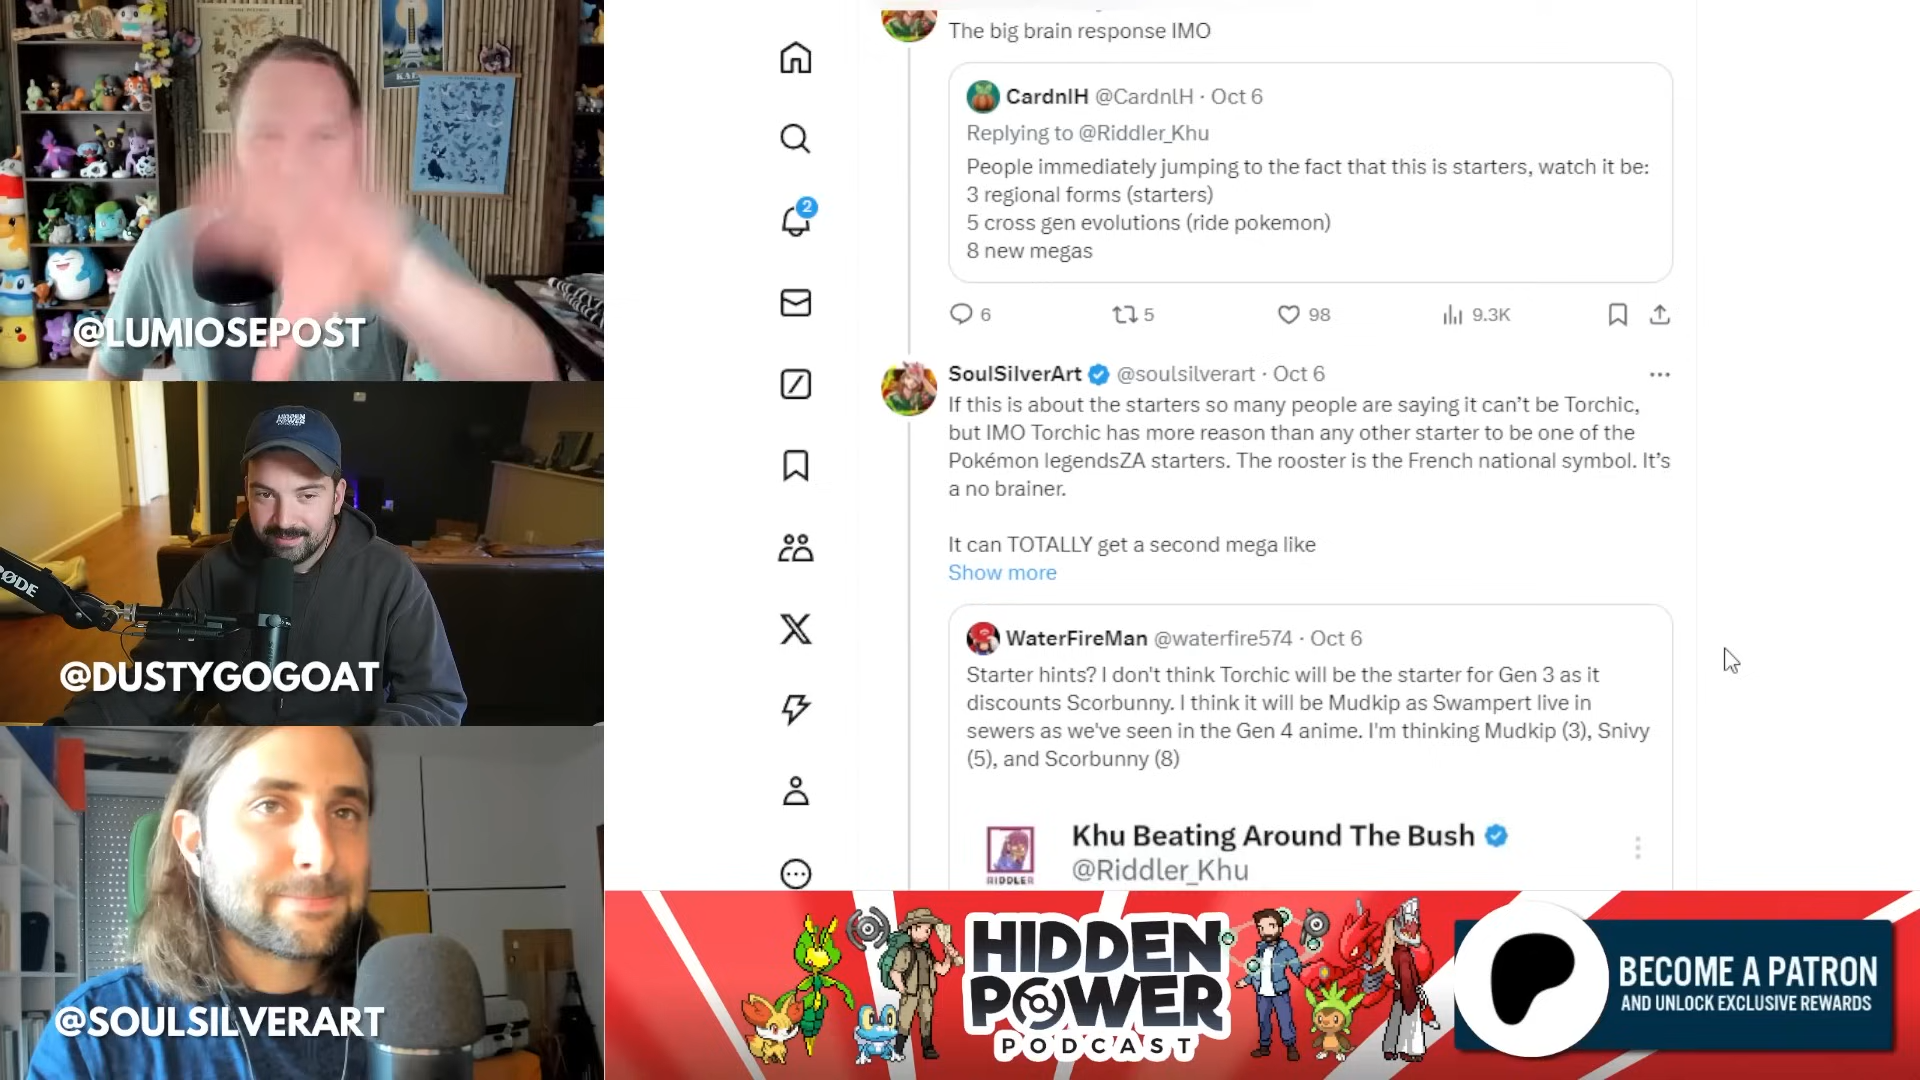 The big brain response IMO
CardnlH @CardnlH · Oct 6
Replying to @Riddler_Khu
People immediately jumping to the fact that this is starters, watch it be:
3 regional forms (starters)
5 cross gen evolutions (ride pokemon)
8 new megas
6
5
98
9.3K
2
SoulSilverArt @soulsilverart · Oct 6
If this is about the starters so many people are saying it can’t be Torchic,
but IMO Torchic has more reason than any other starter to be one of the
Pokémon legendsZA starters. The rooster is the French national symbol. It’s
a no brainer.
It can TOTALLY get a second mega like
Show more
WaterFireMan @waterfire574 · Oct 6
Starter hints? I don't think Torchic will be the starter for Gen 3 as it
discounts Scorbunny. I think it will be Mudkip as Swampert live in
sewers as we've seen in the Gen 4 anime. I'm thinking Mudkip (3), Snivy
(5), and Scorbunny (8)
Khu Beating Around The Bush
@Riddler_Khu
RIDDLER
@LUMIOSEPOST
HIDDEN
POWER
RØDE
@DUSTYGOGOAT
@SOULSILVERART
HIDDEN
POWER
PODCAST
BECOME A PATRON
AND UNLOCK EXCLUSIVE REWARDS